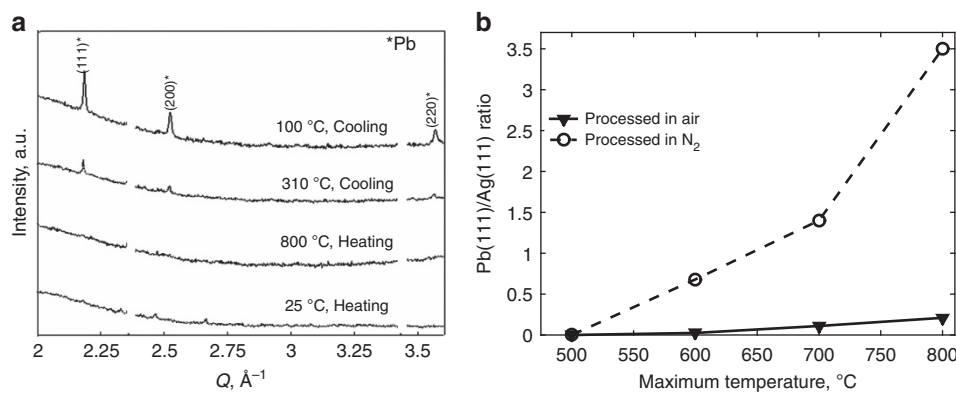 a
*Pb
(111)*
(200)*
(220)*
100 °C, Cooling
310 °C, Cooling
800 °C, Heating
25 °C, Heating
Intensity, a.u.
2 2.25 2.5 2.75 3 3.25 3.5
Q, Å⁻¹
b
3.5
3
2.5
2
1.5
1
0.5
0
Pb(111)/Ag(111) ratio
Processed in air
Processed in N₂
500 550 600 650 700 750 800
Maximum temperature, °C